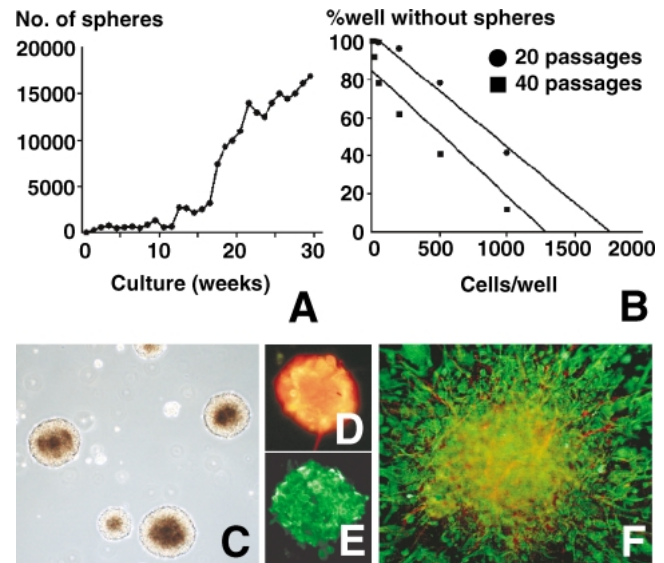 No. of spheres
20000
15000
10000
5000
0
0 10 20 30
Culture (weeks)
A
%well without spheres
100
80
60
40
20
0
● 20 passages
■ 40 passages
0 500 1000 1500 2000
Cells/well
B
C
D
E
F